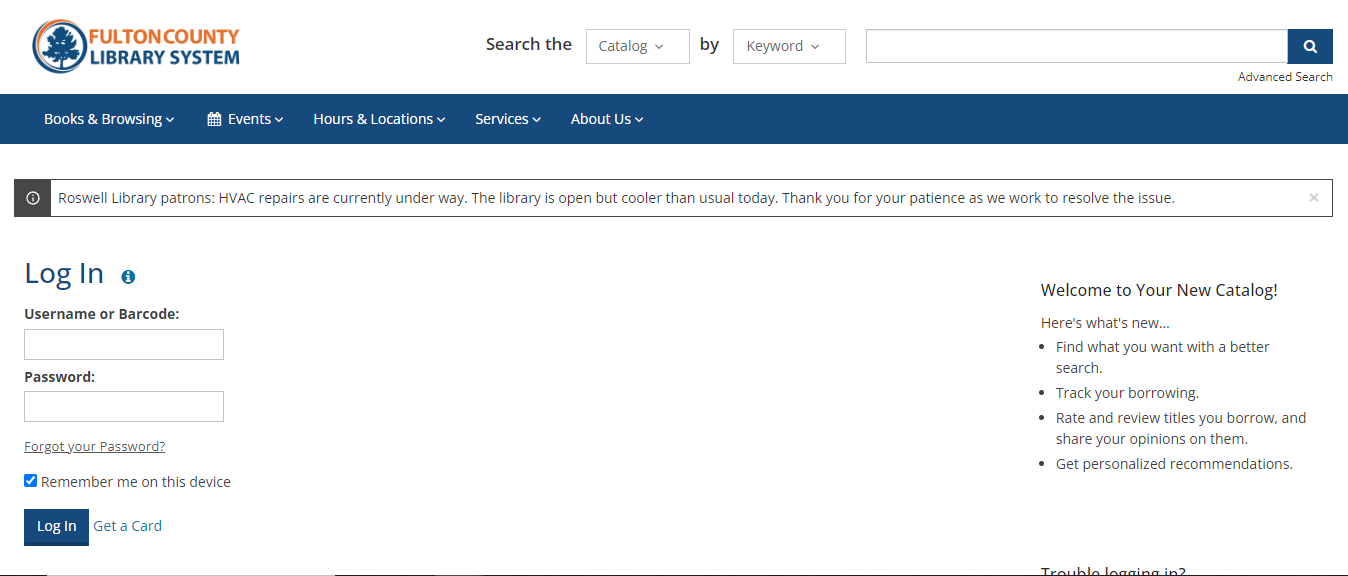 FULTON COUNTY
LIBRARY SYSTEM
Search the Catalog by Keyword
Advanced Search
Books & Browsing Events Hours & Locations Services About Us
Roswell Library patrons: HVAC repairs are currently under way. The library is open but cooler than usual today. Thank you for your patience as we work to resolve the issue.
Log In
Username or Barcode:
Password:
Forgot your Password?
Remember me on this device
Log In Get a Card
Welcome to Your New Catalog!
Here's what's new...
Find what you want with a better
search.
Track your borrowing.
Rate and review titles you borrow, and
share your opinions on them.
Get personalized recommendations.
Trouble logging in?